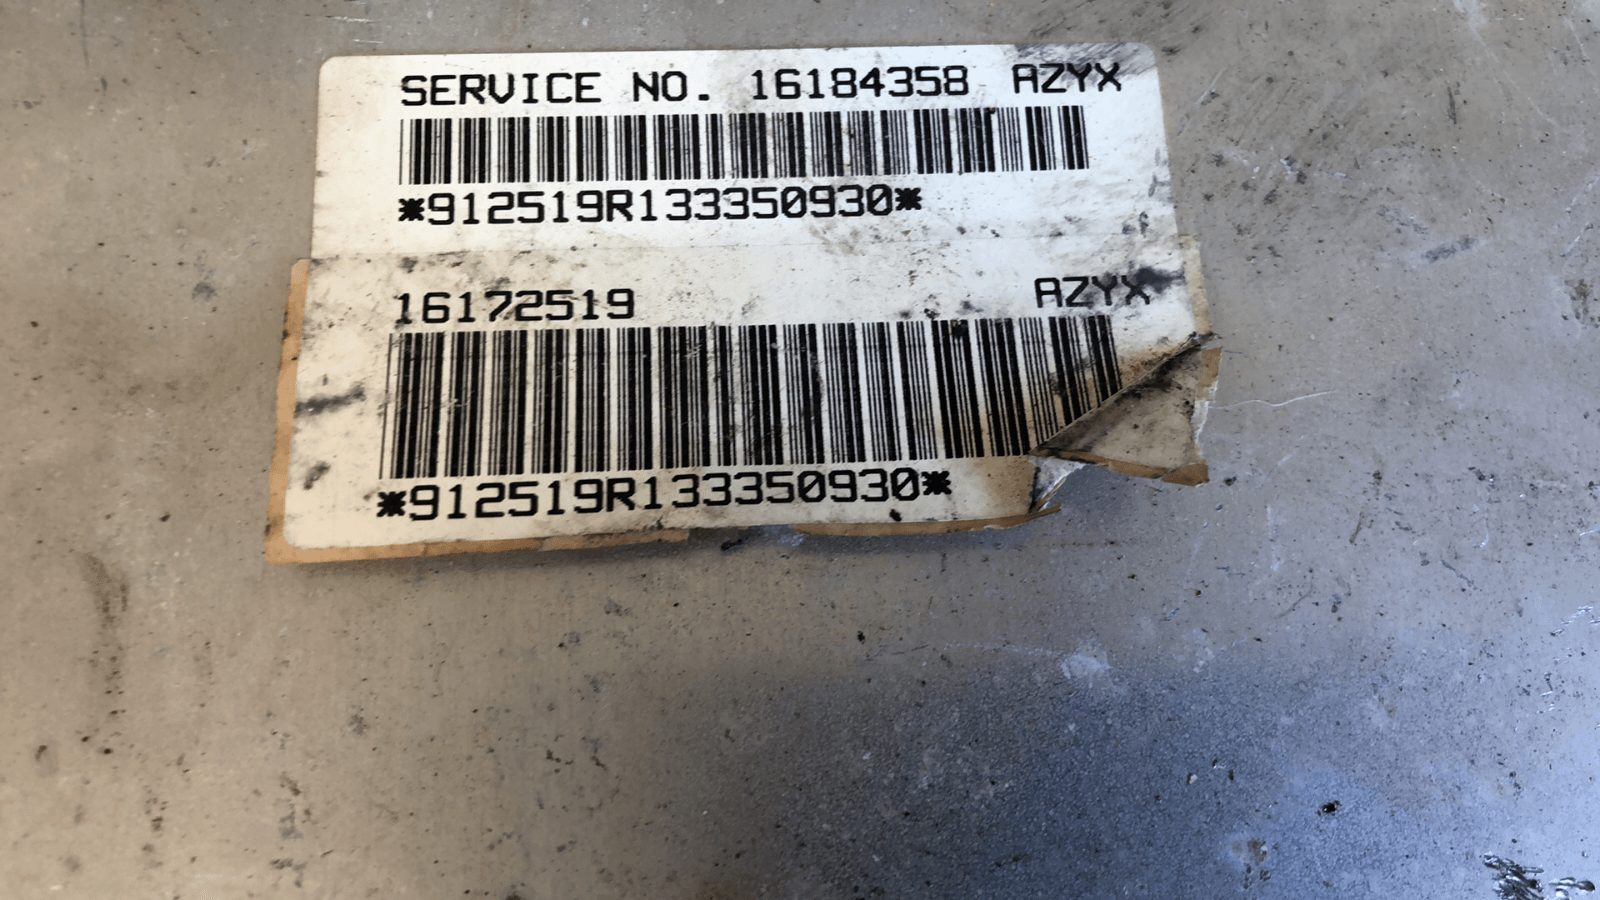 SERVICE NO. 16184358 AZYX
*912519R133350930*
16172519 AZYX
*912519R133350930*